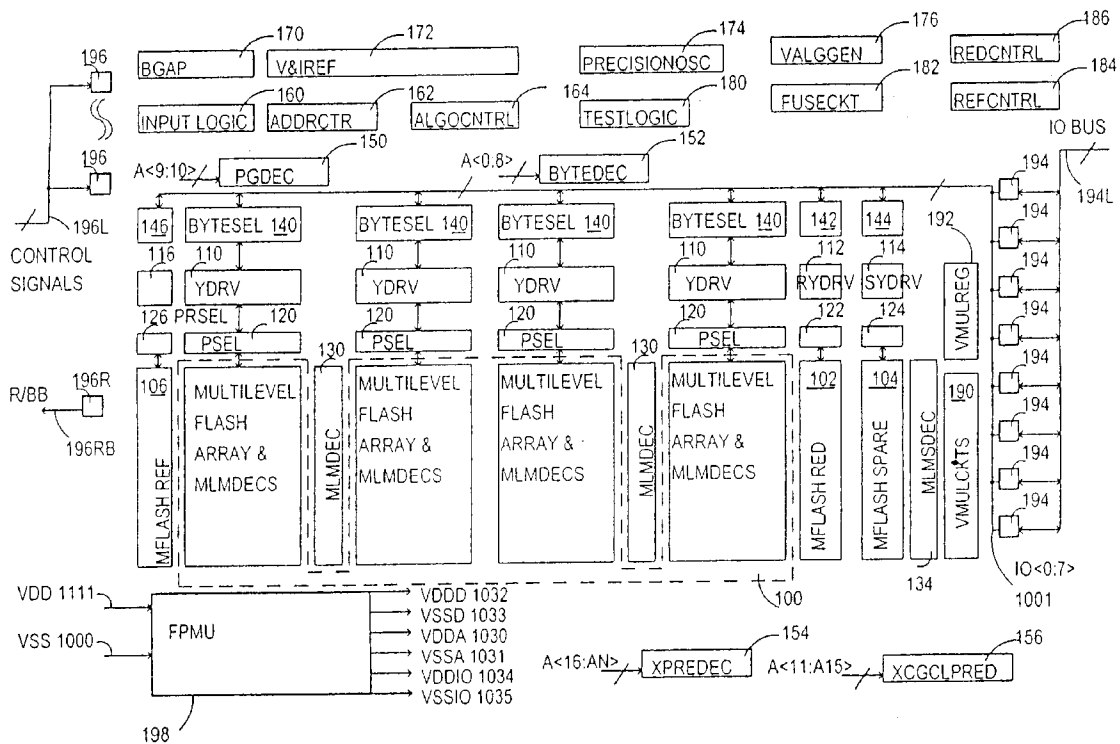 170 172 174 176 186
196 BGAP V&IREF PRECISIONOSC VALGGEN REDCNTRL
160 162 164 180 182 184
INPUT LOGIC ADDRCTR ALGOCNTRL TESTLOGIC FUSECKT REFCNTRL
150 152 IO BUS
196 A<9:10> PGDEC A<0:8> BYTEDEC 194
196L 194L
146 BYTESEL 140 BYTESEL 140 BYTESEL 140 BYTESEL 140 142 144 194
CONTROL
SIGNALS
192
116 110 110 110 110 112 114 194
YDRV YDRV YDRV YDRV RYDRV SYDRV VMULREG
PRSEL 194
126 120 120 120 120 122 124
PSEL PSEL PSEL PSEL
130 130 194
R/BB 196R 106 102 104 190
196RB
MFLASH REF
MULTILEVEL
FLASH
ARRAY &
MLMDECS
MLMDEC
MULTILEVEL
FLASH
ARRAY &
MLMDECS
MULTILEVEL
FLASH
ARRAY &
MLMDECS
MLMDEC
MULTILEVEL
FLASH
ARRAY &
MLMDECS
MFLASH RED
MFLASH SPARE
MLMSDEC
VMULCKTS
194
194
194
134 IO<0:7>
100 1001
VDD 1111 VDDD 1032
FPMU VSSD 1033
VSS 1000 VDDA 1030
VSSA 1031
VDDIO 1034
VSSIO 1035
198
154 156
A<16:AN> XPREDEC A<11:A15> XCGCLPRED